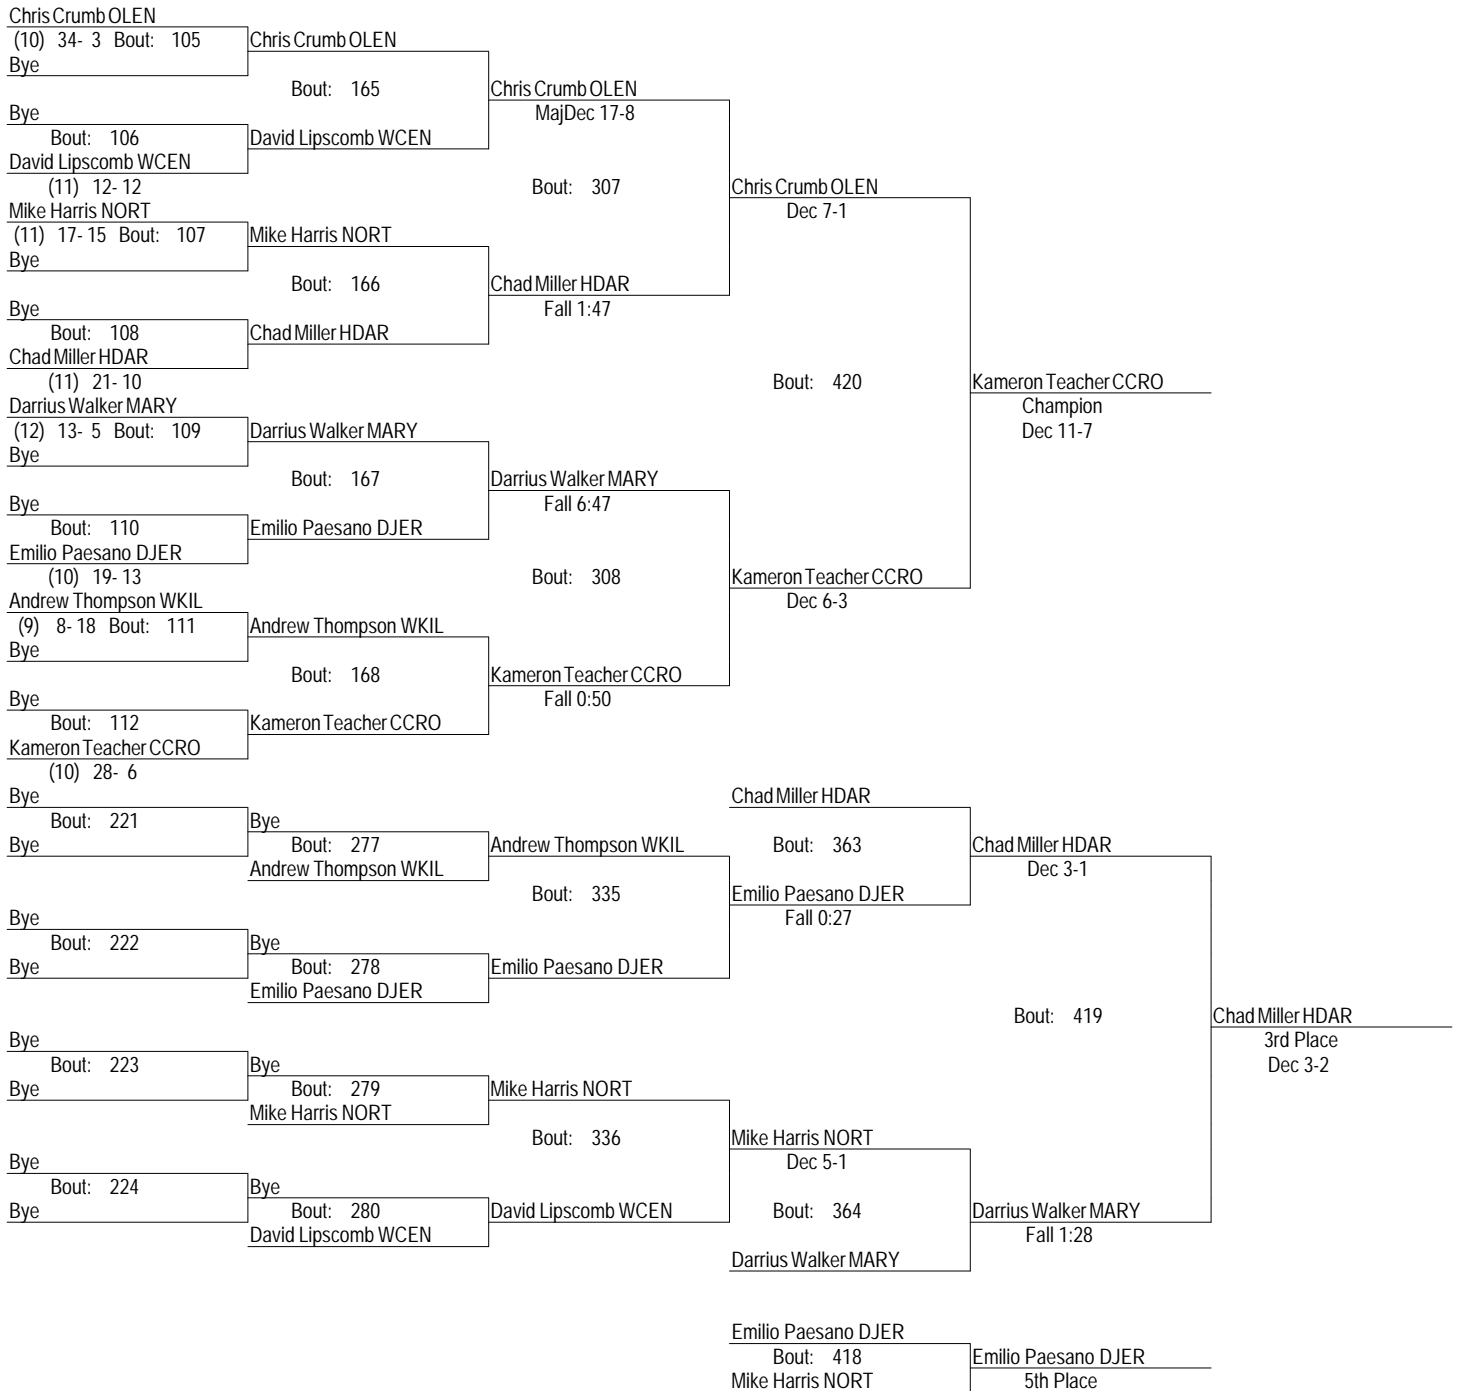 Chris Crumb OLEN
(10) 34- 3 Bout: 105 Chris Crumb OLEN
Bye
Bout: 165 Chris Crumb OLEN
Bye MajDec 17-8
Bout: 106 David Lipscomb WCEN
David Lipscomb WCEN
(11) 12- 12 Bout: 307 Chris Crumb OLEN
Mike Harris NORT Dec 7-1
(11) 17- 15 Bout: 107 Mike Harris NORT
Bye
Bout: 166 Chad Miller HDAR
Bye Fall 1:47
Bout: 108 Chad Miller HDAR
Chad Miller HDAR
(11) 21- 10 Bout: 420 Kameron Teacher CCRO
Darrius Walker MARY Champion
(12) 13- 5 Bout: 109 Darrius Walker MARY Dec 11-7
Bye
Bout: 167 Darrius Walker MARY
Bye Fall 6:47
Bout: 110 Emilio Paesano DJER
Emilio Paesano DJER
(10) 19- 13 Bout: 308 Kameron Teacher CCRO
Andrew Thompson WKIL Dec 6-3
(9) 8- 18 Bout: 111 Andrew Thompson WKIL
Bye
Bout: 168 Kameron Teacher CCRO
Bye Fall 0:50
Bout: 112 Kameron Teacher CCRO
Kameron Teacher CCRO
(10) 28- 6
Bye Chad Miller HDAR
Bout: 221 Bye
Bye Bout: 277 Andrew Thompson WKIL Bout: 363 Chad Miller HDAR
Andrew Thompson WKIL Dec 3-1
Bout: 335 Emilio Paesano DJER
Bye Fall 0:27
Bout: 222 Bye
Bye Bout: 278 Emilio Paesano DJER
Emilio Paesano DJER
Bout: 419 Chad Miller HDAR
Bye 3rd Place
Bout: 223 Bye Dec 3-2
Bye Bout: 279 Mike Harris NORT
Mike Harris NORT
Bout: 336 Mike Harris NORT
Bye Dec 5-1
Bout: 224 Bye
Bye Bout: 280 David Lipscomb WCEN Bout: 364 Darrius Walker MARY
David Lipscomb WCEN Fall 1:28
Darrius Walker MARY
Emilio Paesano DJER
Bout: 418 Emilio Paesano DJER
Mike Harris NORT 5th Place